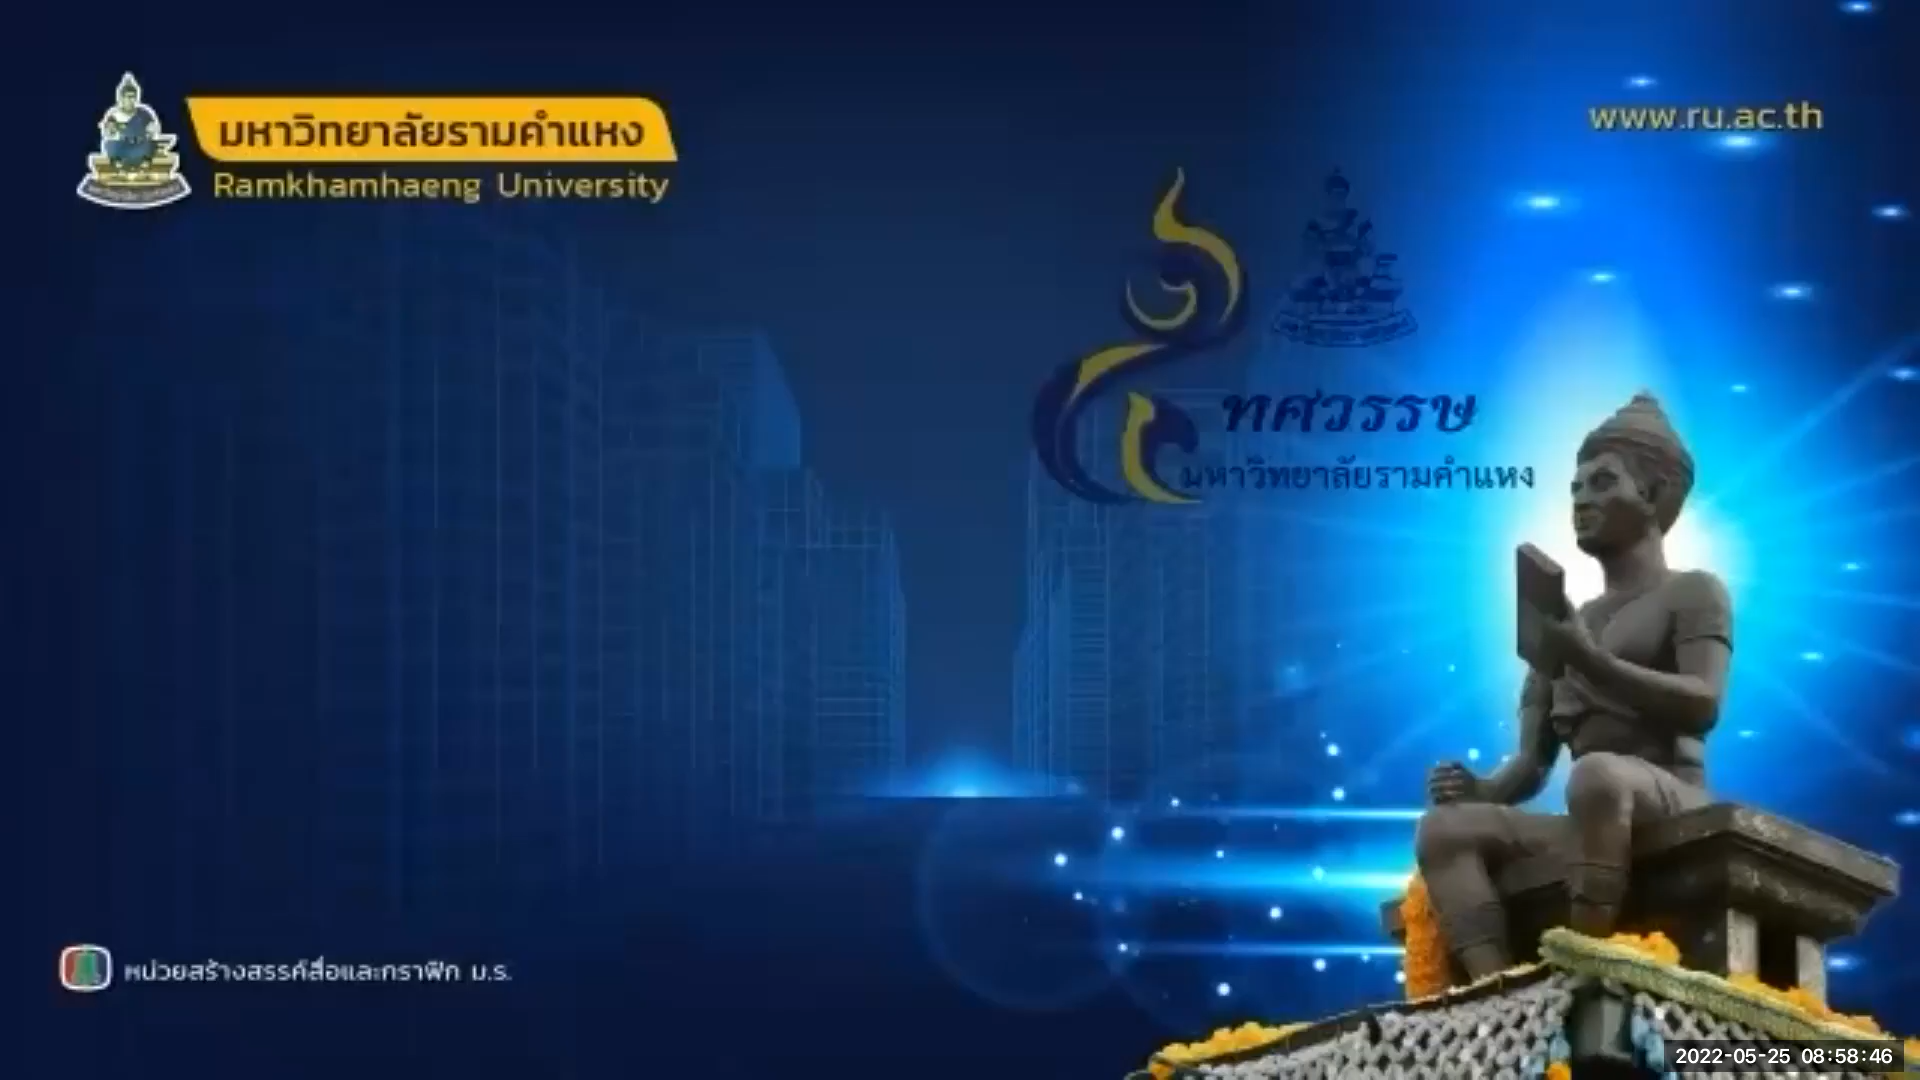 มหาวิทยาลัยรามคำแหง
Ramkhamhaeng University
www.ru.ac.th
๕
ทศวรรษ
มหาวิทยาลัยรามคำแหง
หน่วยสร้างสรรค์สื่อและกราฟิก ม.ร.
2022-05-25 08:58:46